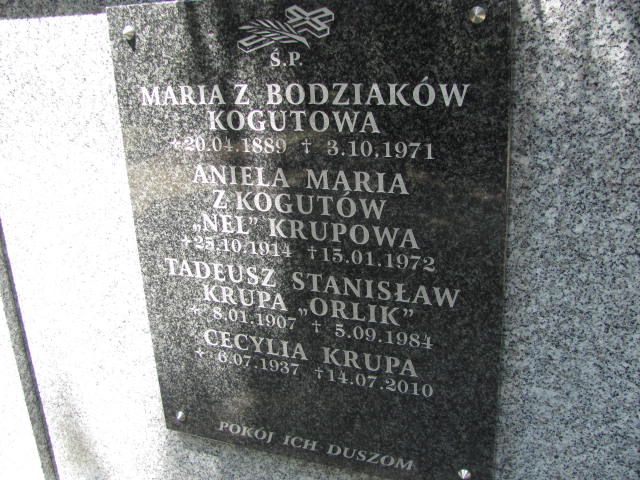 Ś.P.
MARIA Z BODZIAKÓW
KOGUTOWA
+20.04.1889 † 3.10.1971
ANIELA MARIA
Z KOGUTÓW
„NEL” KRUPOWA
+25.10.1914 †15.01.1972
TADEUSZ STANISŁAW
KRUPA „ORLIK”
+ 8.01.1907 † 5.09.1984
CECYLIA KRUPA
+ 6.07.1937 †14.07.2010
POKÓJ ICH DUSZOM